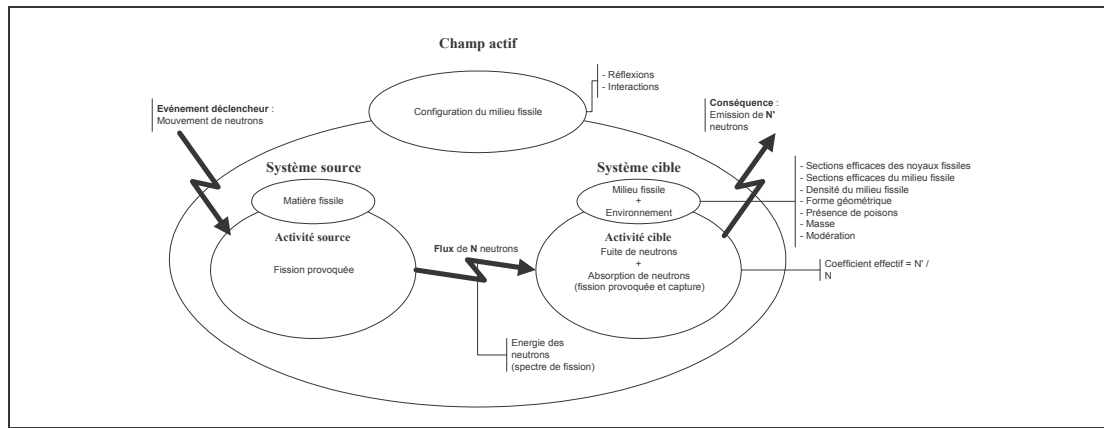 Champ actif
- Réflexions
- Interactions
Configuration du milieu fissile
Evénement déclencheur :
Mouvement de neutrons
Conséquence :
Emission de N'
neutrons
Système source
Matière fissile
Activité source
Fission provoquée
Système cible
Milieu fissile
+
Environnement
- Sections efficaces des noyaux fissiles
- Sections efficaces du milieu fissile
- Densité du milieu fissile
- Forme géométrique
- Présence de poisons
- Masse
- Modération
Activité cible
Fuite de neutrons
+
Absorption de neutrons
(fission provoquée et capture)
Flux de N neutrons
Coefficient effectif = N' /
N
Energie des
neutrons
(spectre de fission)